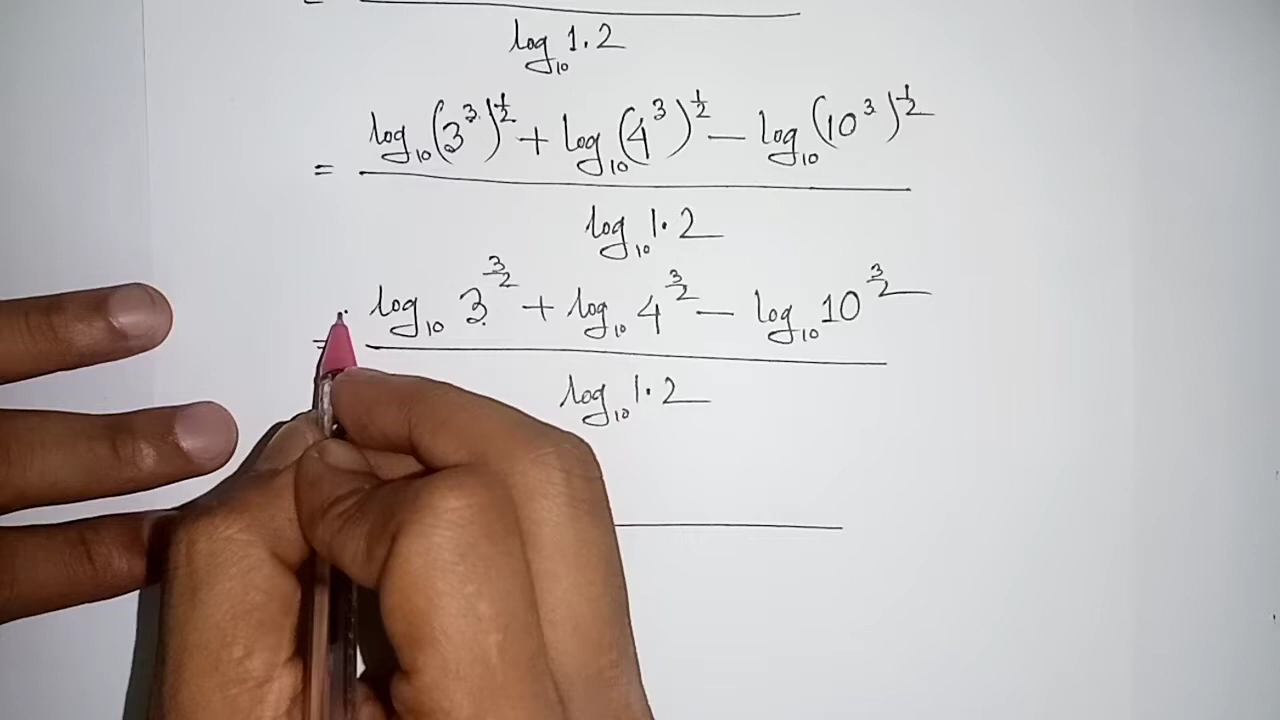 =
log₁₀ 1.2
log₁₀(3³)^½ + log₁₀(4³)^½ − log₁₀(10³)^½
=
log₁₀ 1.2
log₁₀ 3^3/2 + log₁₀ 4^3/2 − log₁₀ 10^3/2
=
log₁₀ 1.2